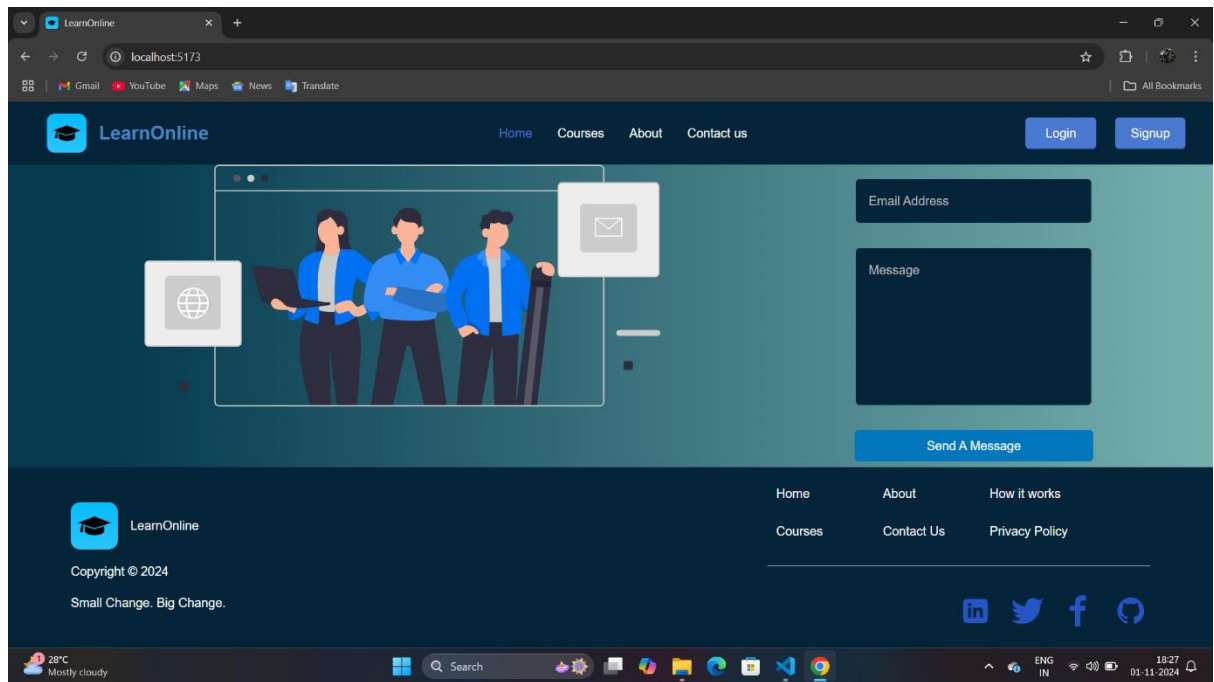 LearnOnline
localhost:5173
Gmail YouTube Maps News Translate All Bookmarks
LearnOnline Home Courses About Contact us Login Signup
Email Address
Message
Send A Message
Home About How it works
LearnOnline
Courses Contact Us Privacy Policy
Copyright © 2024
Small Change. Big Change.
in
1
28°C
Mostly cloudy
Search
ENG
IN
18:27
01-11-2024